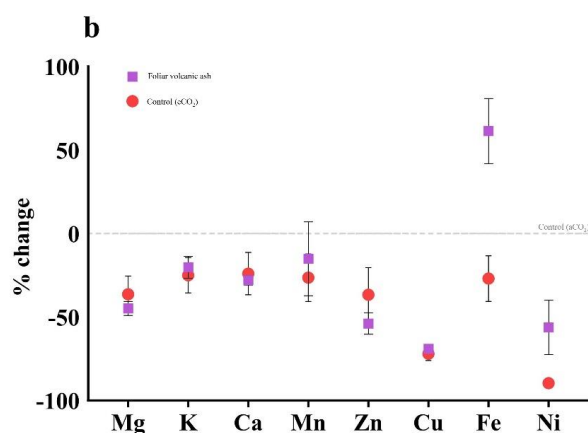 b
100
Foliar volcanic ash
Control (eCO2)
50
0
Control (aCO2)
-50
-100
% change
Mg K Ca Mn Zn Cu Fe Ni